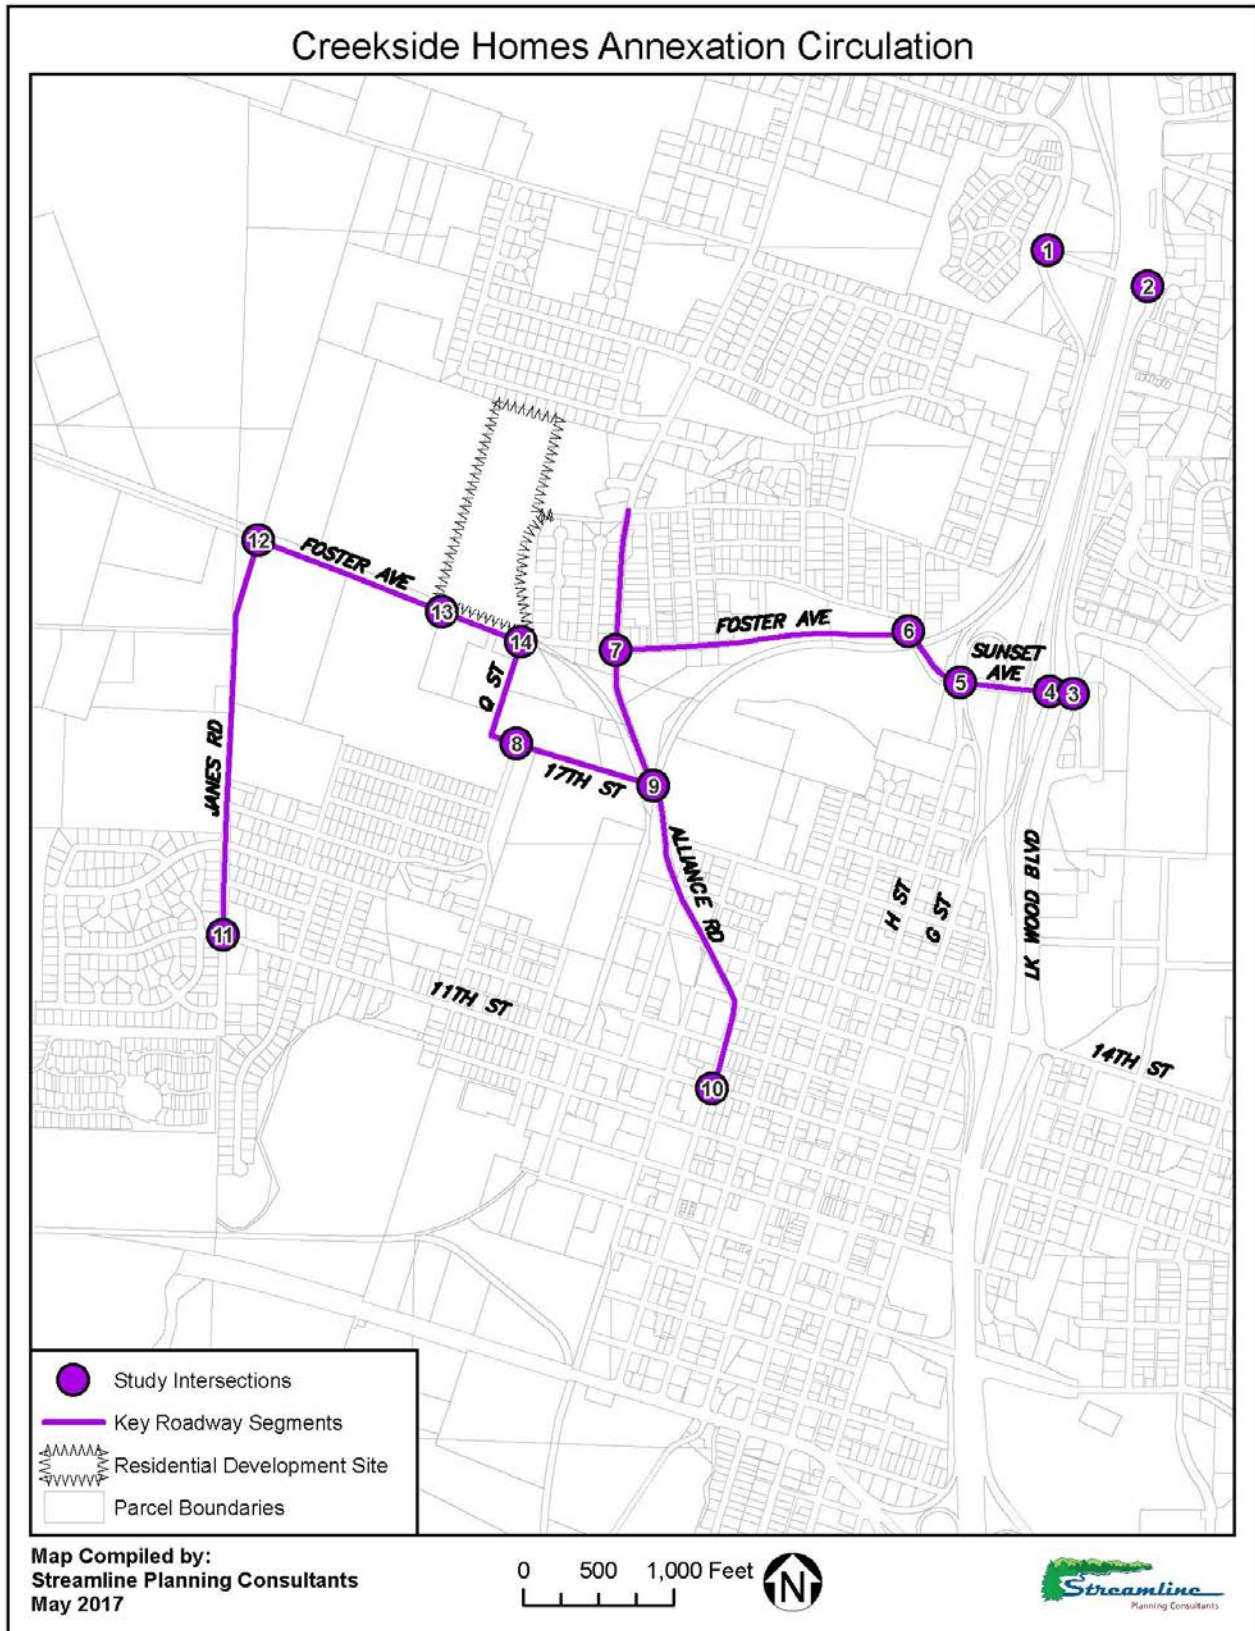 Creekside Homes Annexation Circulation
1
2
12
FOSTER AVE
13
14
7
FOSTER AVE
6
SUNSET
AVE
5
4
3
Q ST
8
17TH ST
9
JANES RD
ALLIANCE RD
H ST
G ST
LK WOOD BLVD
11
11TH ST
10
14TH ST
Study Intersections
Key Roadway Segments
Residential Development Site
Parcel Boundaries
Map Compiled by:
Streamline Planning Consultants
May 2017
0 500 1,000 Feet
N
Streamline
Planning Consultants